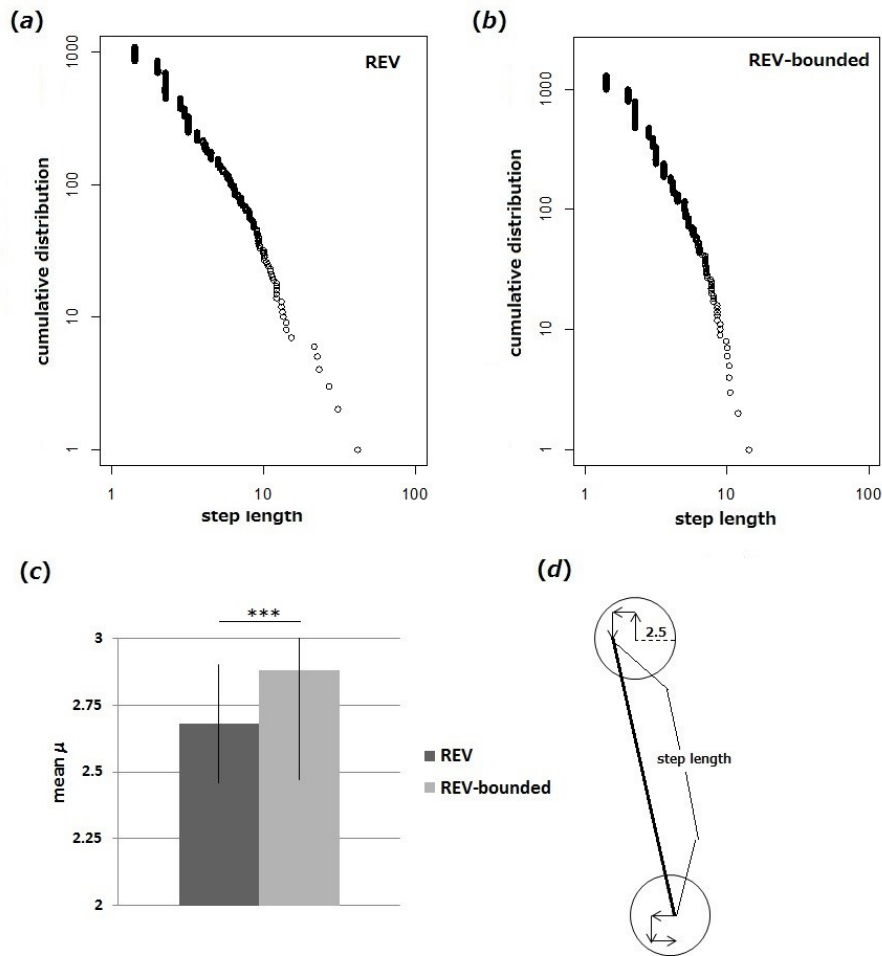 (a)
REV
cumulative distribution
1000
100
10
1
1 10 100
step length
(b)
REV-bounded
cumulative distribution
1000
100
10
1
1 10 100
step length
(c)
***
mean μ
3
2.75
2.5
2.25
2
REV
REV-bounded
(d)
2.5
step length